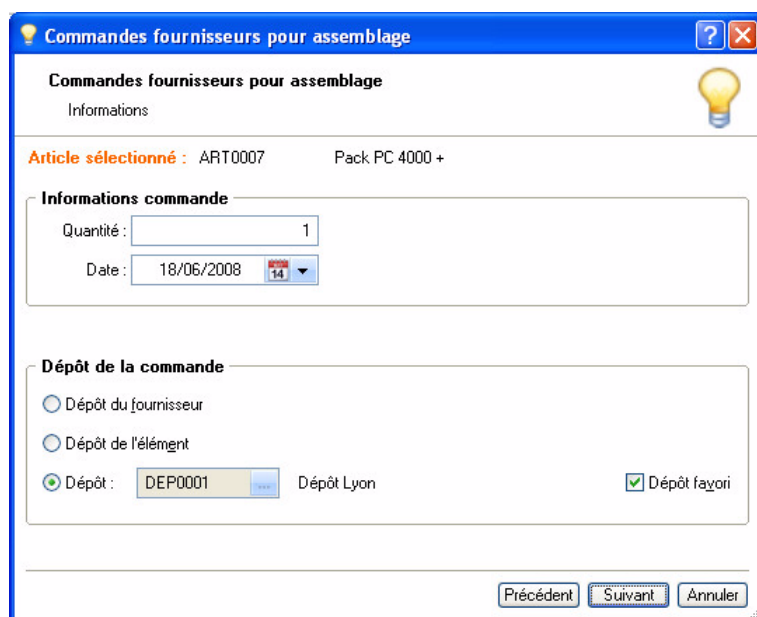 Commandes fournisseurs pour assemblage
Commandes fournisseurs pour assemblage
Informations
Article sélectionné : ART0007 Pack PC 4000 +
Informations commande
Quantité : 1
Date : 18/06/2008 14
Dépôt de la commande
Dépôt du fournisseur
Dépôt de l'élément
Dépôt : DEP0001 ... Dépôt Lyon Dépôt favori
Précédent Suivant Annuler